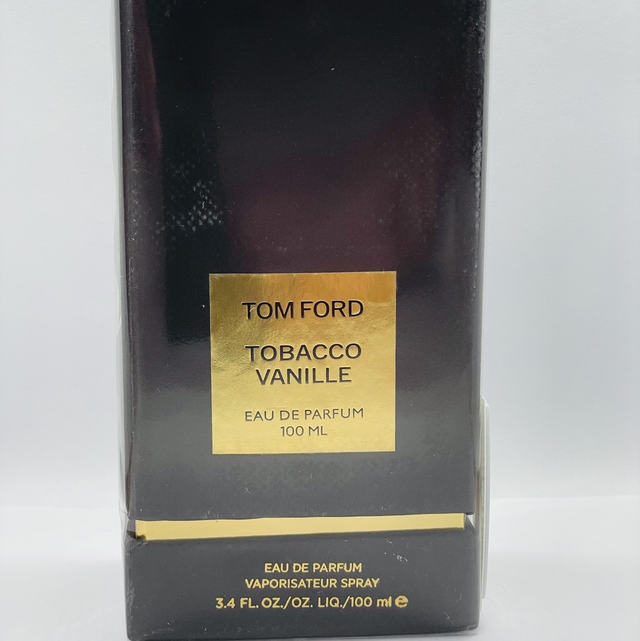 TOM FORD
TOBACCO
VANILLE
EAU DE PARFUM
100 ML
EAU DE PARFUM
VAPORISATEUR SPRAY
3.4 FL. OZ./OZ. LIQ./100 ml ℮